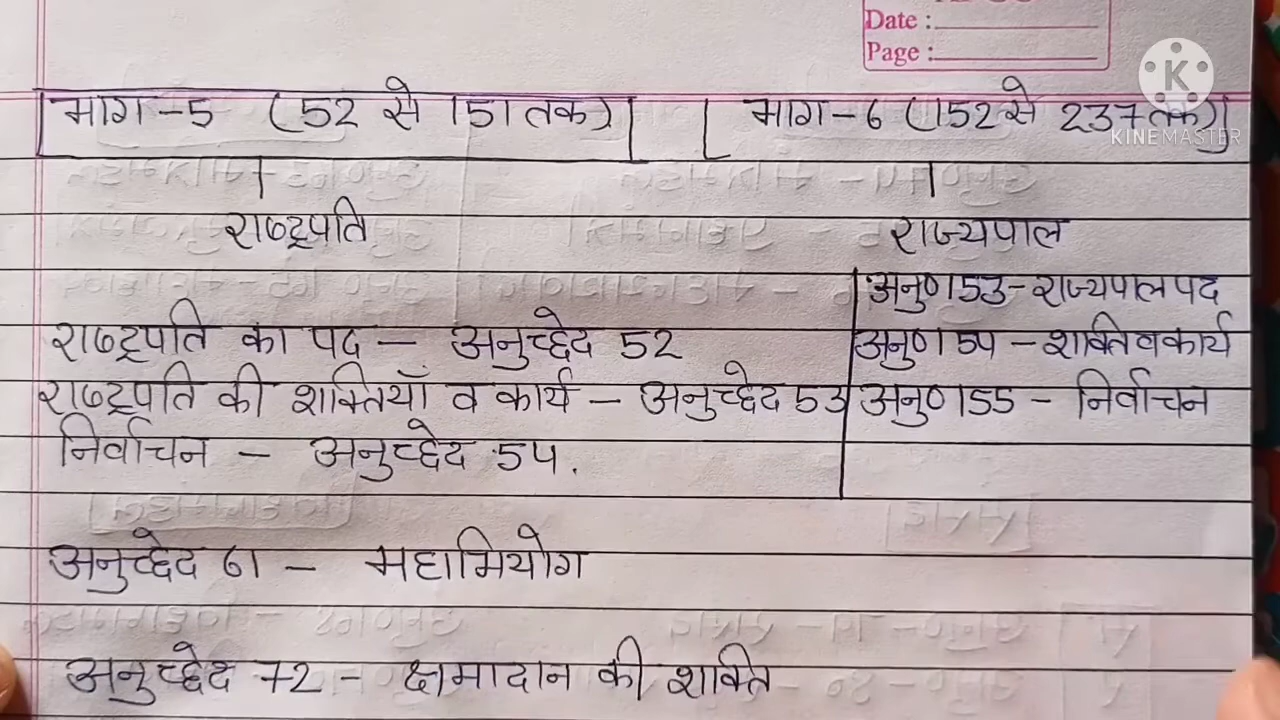 Date :
Page :
K
KINEMASTER
भाग -5 (52 से 151 तक)
भाग - 6 (152 से 237 तक)
राष्ट्रपति
राज्यपाल
अनु० 153 - राज्यपाल पद
राष्ट्रपति का पद - अनुच्छेद 52
अनु० 154 - शक्ति व कार्य
राष्ट्रपति की शक्तियाँ व कार्य - अनुच्छेद 53
अनु० 155 - निर्वाचन
निर्वाचन - अनुच्छेद 54.
अनुच्छेद 61 - महाभियोग
अनुच्छेद 72 - क्षमादान की शक्ति